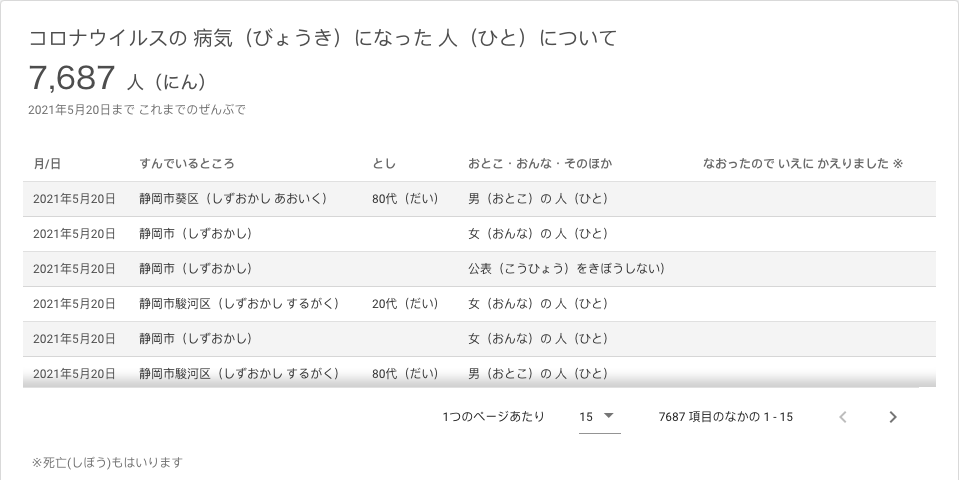 コロナウイルスの 病気（びょうき）になった 人（ひと）について
7,687 人（にん）
2021年5月20日まで これまでのぜんぶで
月/日 すんでいるところ とし おとこ・おんな・そのほか なおったので いえに かえりました ※
2021年5月20日 静岡市葵区（しずおかし あおいく） 80代（だい） 男（おとこ）の 人（ひと）
2021年5月20日 静岡市（しずおかし） 女（おんな）の 人（ひと）
2021年5月20日 静岡市（しずおかし） 公表（こうひょう）をきぼうしない）
2021年5月20日 静岡市駿河区（しずおかし するがく） 20代（だい） 女（おんな）の 人（ひと）
2021年5月20日 静岡市（しずおかし） 女（おんな）の 人（ひと）
2021年5月20日 静岡市駿河区（しずおかし するがく） 80代（だい） 男（おとこ）の 人（ひと）
1つのページあたり 15 7687 項目のなかの 1 - 15
※死亡(しぼう)もはいります